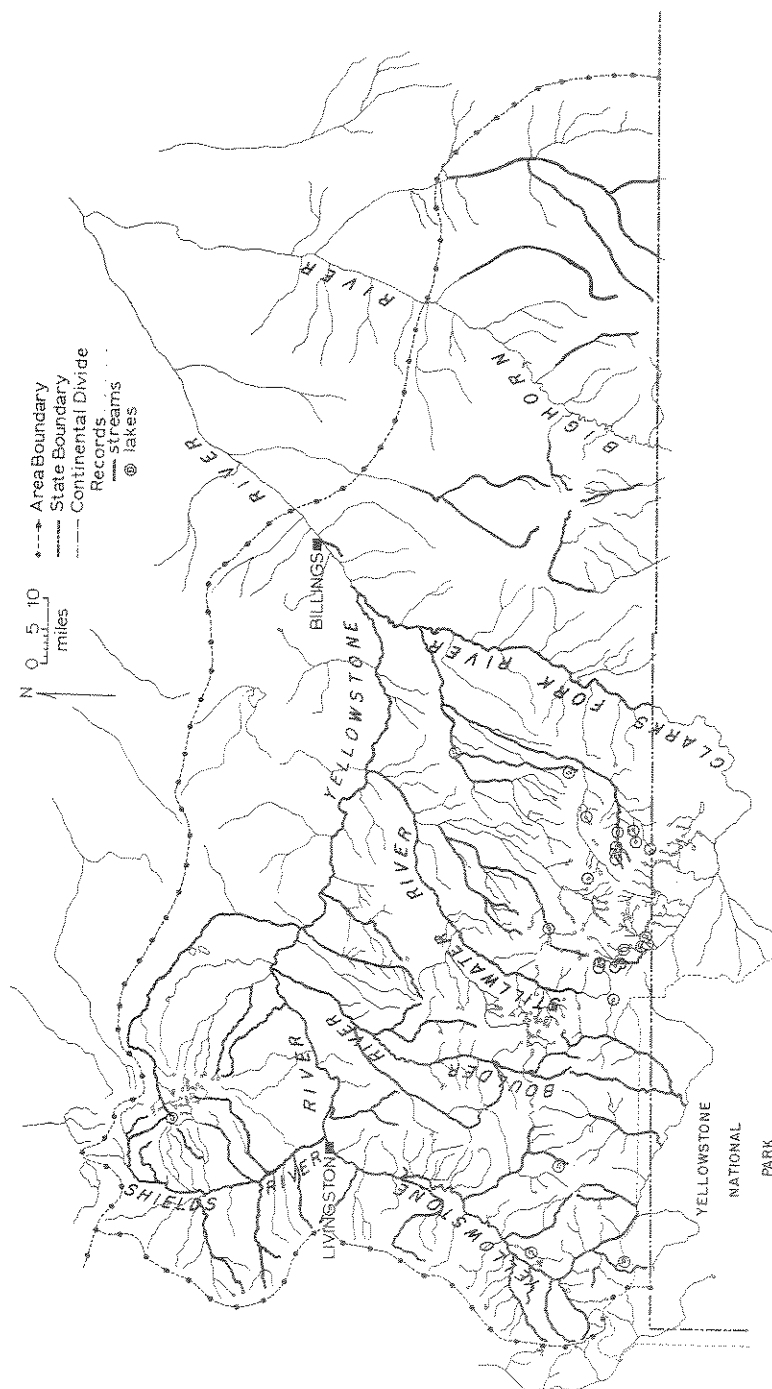 N
0 5 10
miles
Area Boundary
State Boundary
Continental Divide
Records
streams
lakes
SHIELDS
RIVER
LIVINGSTON
YELLOWSTONE
YELLOWSTONE
RIVER
BOULDER
RIVER
STILLWATER
RIVER
YELLOWSTONE
RIVER
BILLINGS
CLARKS
FORK
RIVER
BIGHORN
RIVER
YELLOWSTONE
NATIONAL
PARK